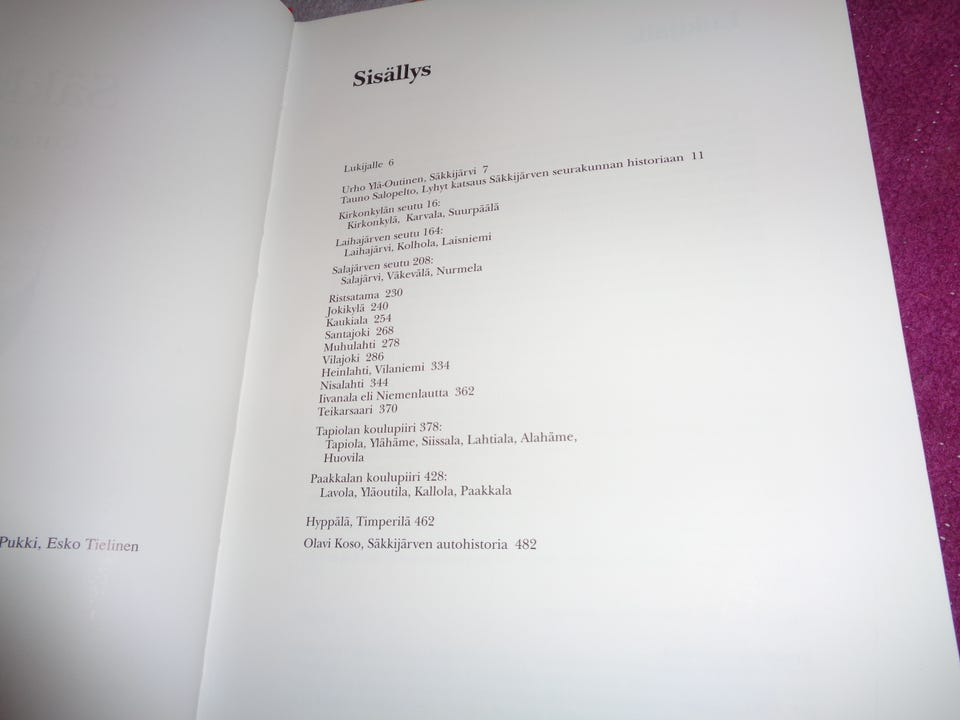 Pukki, Esko Tielinen
Sisällys
Lukijalle 6
Urho Ylä-Outinen, Säkkijärvi 7
Tauno Salopelto, Lyhyt katsaus Säkkijärven seurakunnan historiaan 11
Kirkonkylän seutu 16:
Kirkonkylä, Karvala, Suurpäälä
Laihajärven seutu 164:
Laihajärvi, Kolhola, Laisniemi
Salajärven seutu 208:
Salajärvi, Väkevälä, Nurmela
Ristsatama 230
Jokikylä 240
Kaukiala 254
Santajoki 268
Muhulahti 278
Vilajoki 286
Heinlahti, Vilaniemi 334
Nisalahti 344
Iivanala eli Niemenlautta 362
Teikarsaari 370
Tapiolan koulupiiri 378:
Tapiola, Ylähäme, Siissala, Lahtiala, Alahäme,
Huovila
Paakkalan koulupiiri 428:
Lavola, Yläoutila, Kallola, Paakkala
Hyppälä, Timperilä 462
Olavi Koso, Säkkijärven autohistoria 482